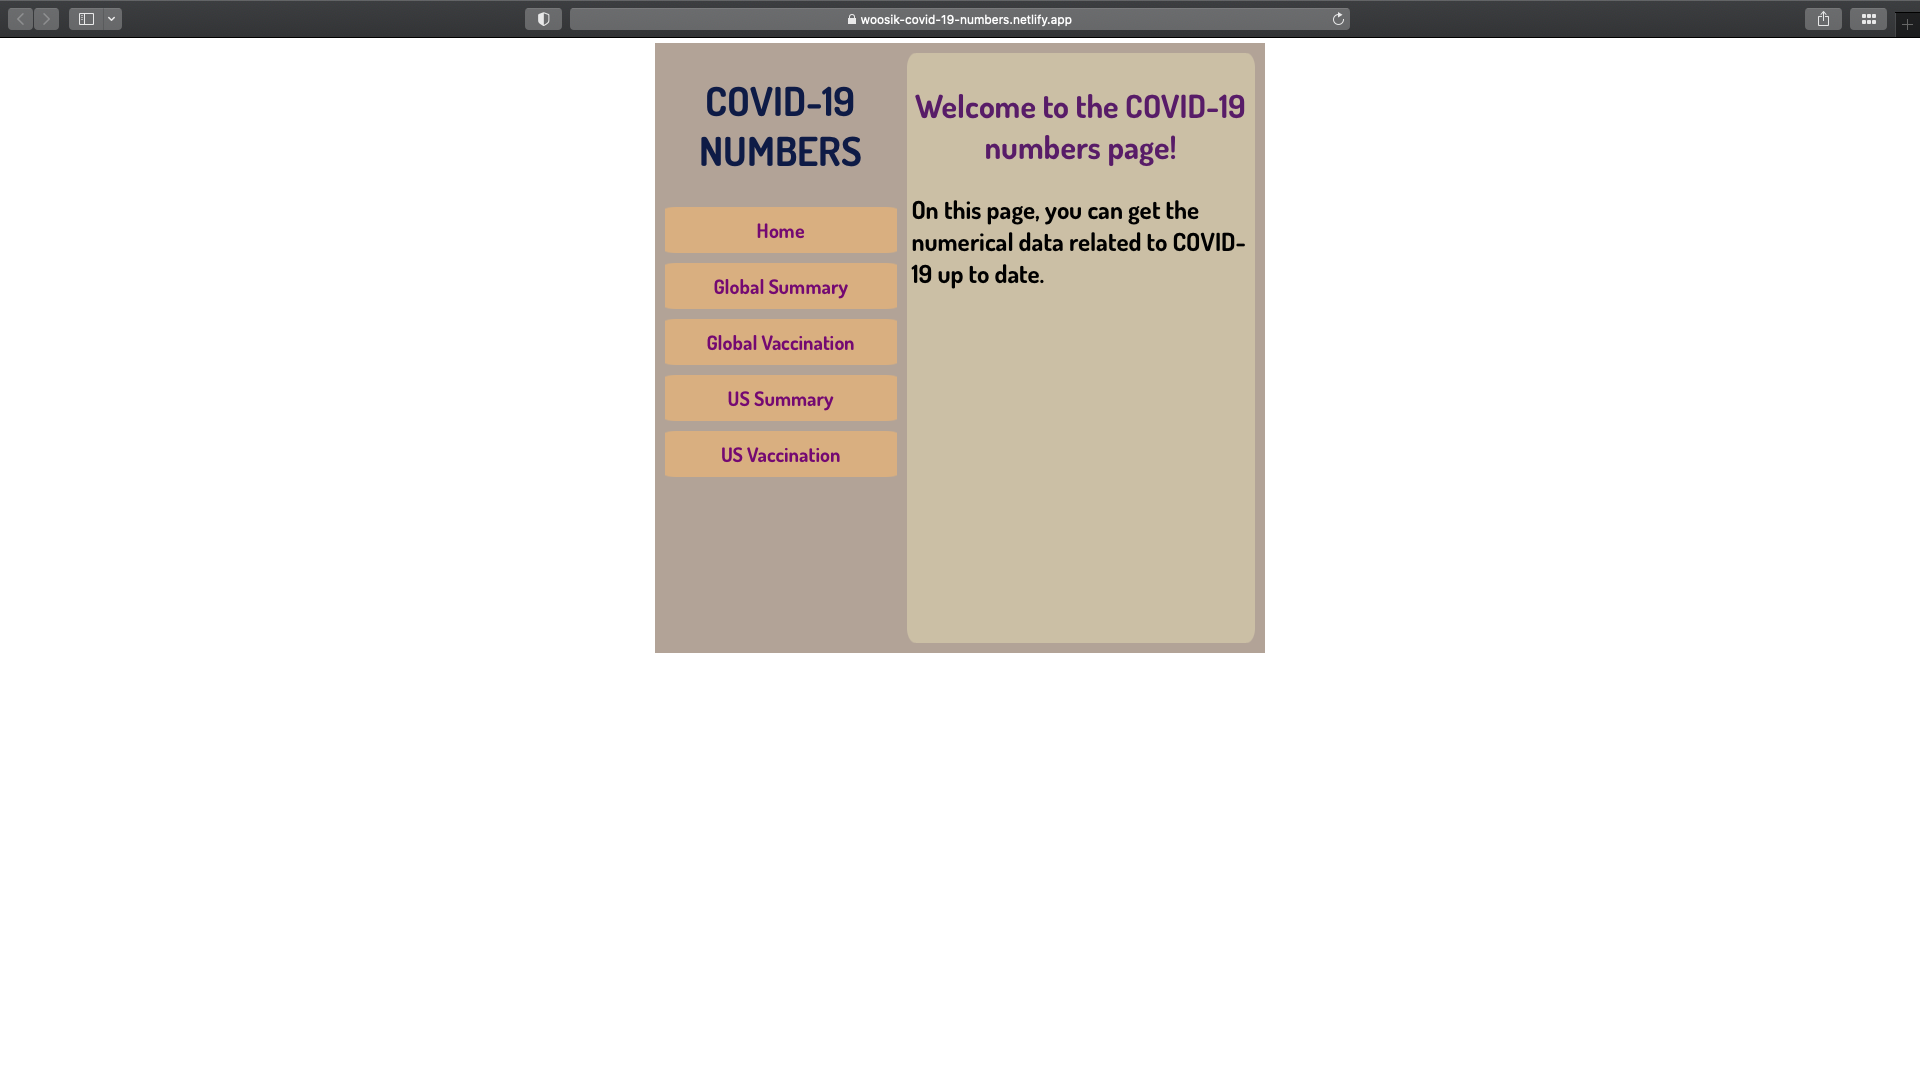 woosik-covid-19-numbers.netlify.app
COVID-19
NUMBERS
Home
Global Summary
Global Vaccination
US Summary
US Vaccination
Welcome to the COVID-19
numbers page!
On this page, you can get the
numerical data related to COVID-
19 up to date.